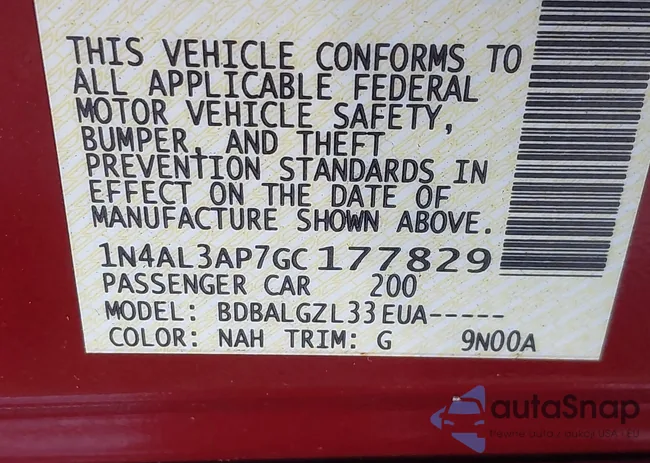 THIS VEHICLE CONFORMS TO
ALL APPLICABLE FEDERAL
MOTOR VEHICLE SAFETY,
BUMPER, AND THEFT
PREVENTION STANDARDS IN
EFFECT ON THE DATE OF
MANUFACTURE SHOWN ABOVE.
1N4AL3AP7GC177829
PASSENGER CAR 200
MODEL: BDBALGZL33EUA-----
COLOR: NAH TRIM: G 9N00A
autaSnap